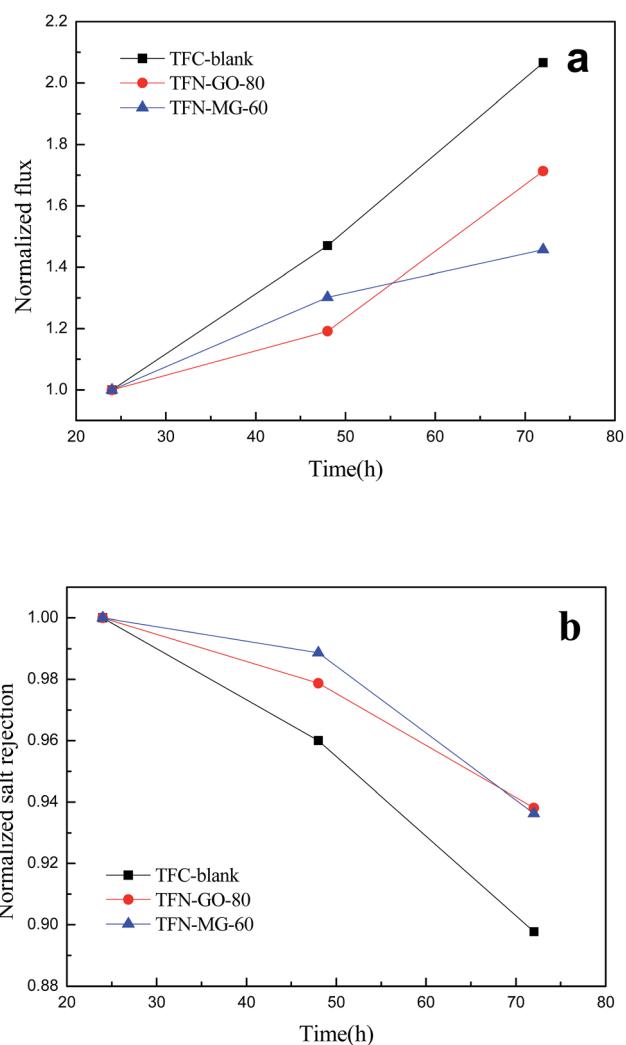 2.2
2.0
1.8
1.6
1.4
1.2
1.0
Normalized flux
TFC-blank
TFN-GO-80
TFN-MG-60
a
20 30 40 50 60 70 80
Time(h)
1.00
0.98
0.96
0.94
0.92
0.90
0.88
Normalized salt rejection
b
TFC-blank
TFN-GO-80
TFN-MG-60
20 30 40 50 60 70 80
Time(h)